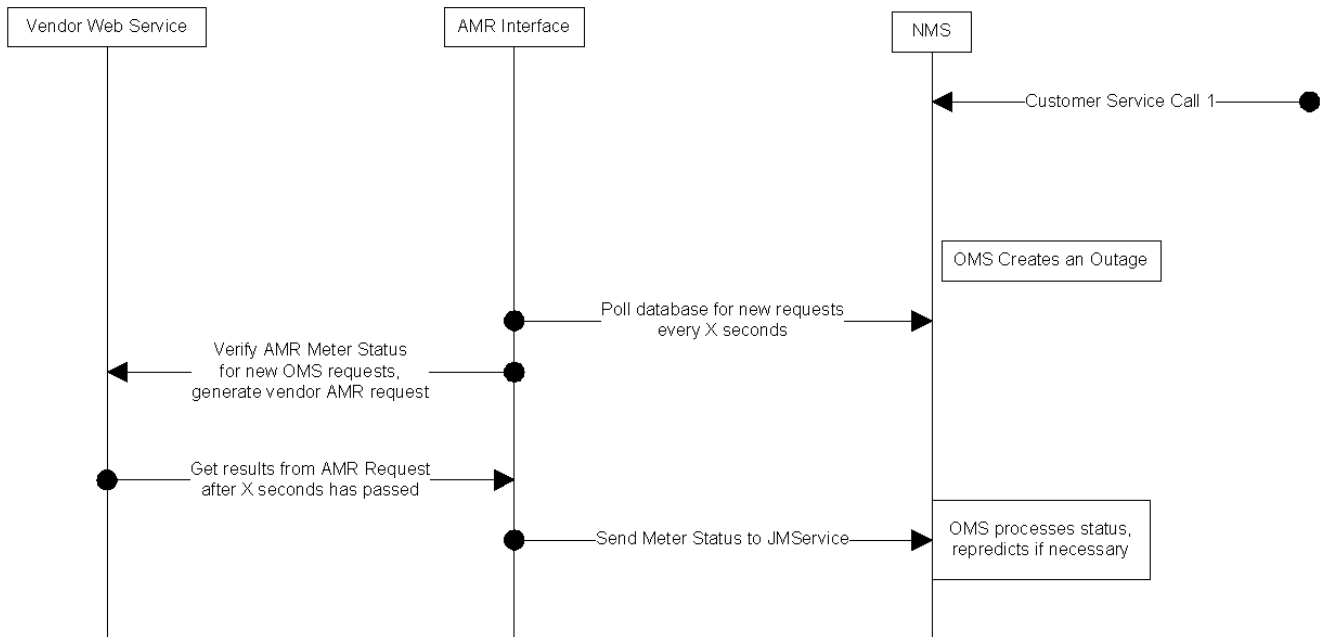 Vendor Web Service
AMR Interface
NMS
Customer Service Call 1
OMS Creates an Outage
Poll database for new requests
every X seconds
Verify AMR Meter Status
for new OMS requests,
generate vendor AMR request
Get results from AMR Request
after X seconds has passed
Send Meter Status to JMService
OMS processes status,
repredicts if necessary